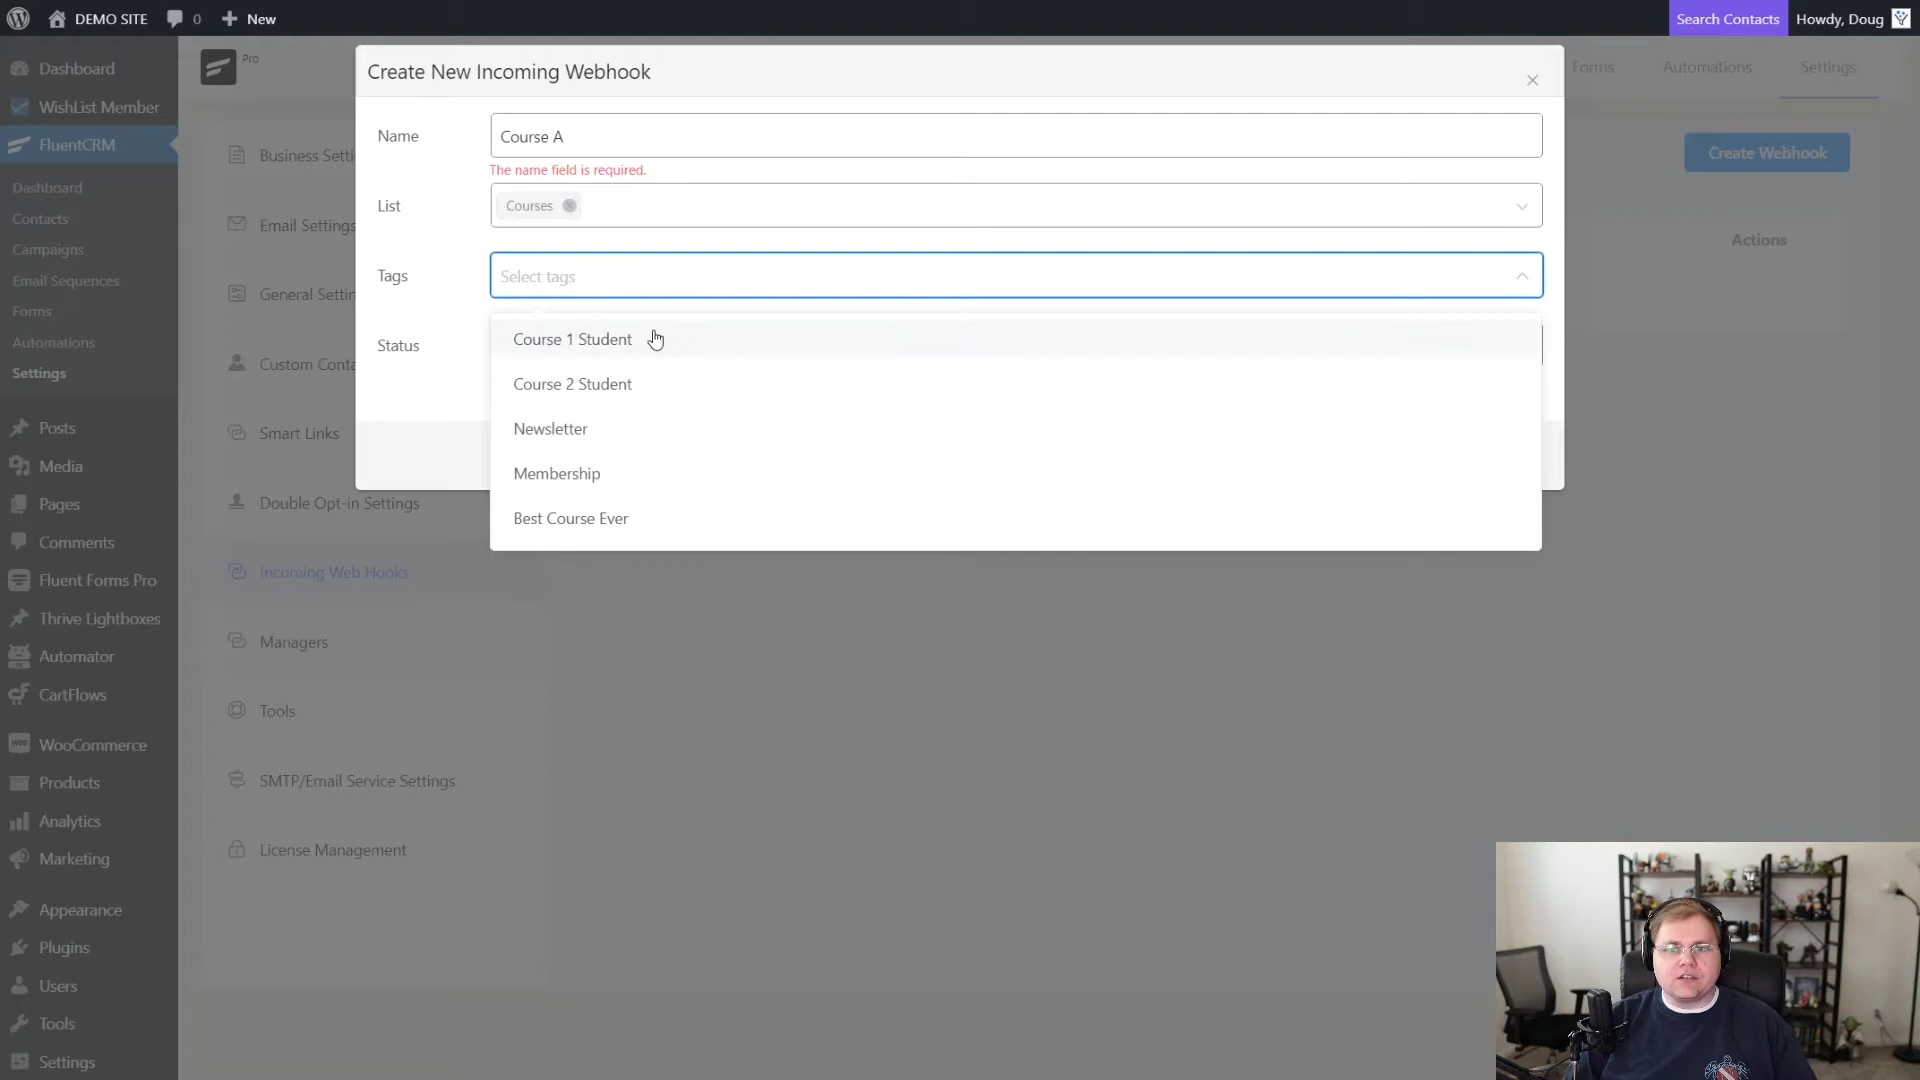 DEMO SITE
0
New
Search Contacts
Howdy, Doug
Dashboard
WishList Member
FluentCRM
Dashboard
Contacts
Campaigns
Email Sequences
Forms
Automations
Settings
Posts
Media
Pages
Comments
Fluent Forms Pro
Thrive Lightboxes
Automator
CartFlows
WooCommerce
Products
Analytics
Marketing
Appearance
Plugins
Users
Tools
Settings
Pro
Forms
Automations
Settings
Business Setti
Email Settings
General Settin
Custom Conta
Smart Links
Double Opt-in Settings
Incoming Web Hooks
Managers
Tools
SMTP/Email Service Settings
License Management
Create Webhook
Actions
Create New Incoming Webhook
Name
Course A
The name field is required.
List
Courses
Tags
Select tags
Status
Course 1 Student
Course 2 Student
Newsletter
Membership
Best Course Ever